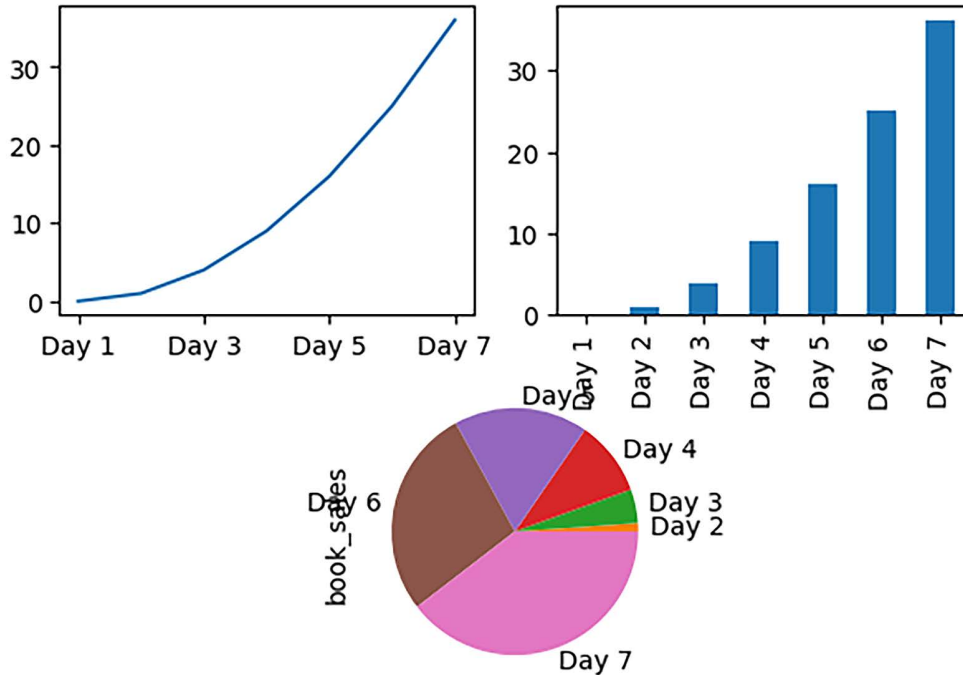 30
20
10
0
Day 1 Day 3 Day 5 Day 7
30
20
10
0
Day 1 Day 2 Day 3 Day 4 Day 5 Day 6 Day 7
Day 5
Day 4
Day 3
Day 2
Day 6
book_sales
Day 7